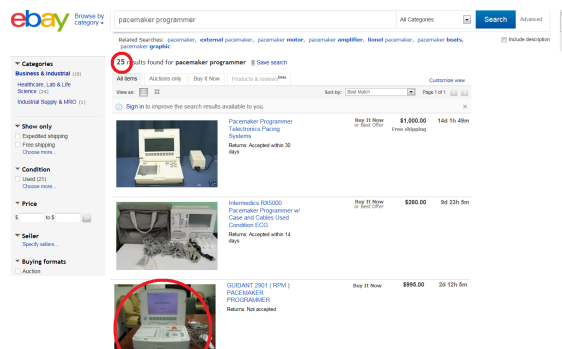 ebay Browse by category
pacemaker programmer All Categories Search Advanced
Related Searches: pacemaker, external pacemaker, pacemaker motor, pacemaker amplifier, lionel pacemaker, pacemaker boats, pacemaker graphic
Include description
Categories
Business & Industrial (25)
Healthcare, Lab & Life Science (24)
Industrial Supply & MRO (1)
Show only
Expedited shipping
Free shipping
Choose more...
Condition
Used (25)
Choose more...
Price
$ to $
Seller
Specify sellers...
Buying formats
Auction
25 results found for pacemaker programmer Save search
All items Auctions only Buy It Now Products & reviews Beta Customize view
View as: Sort by: Best Match Page 1 of 1
Sign in to improve the search results available to you.
Pacemaker Programmer Buy It Now $1,000.00 14d 1h 49m
Telectronics Pacing or Best Offer Free shipping
Systems
Returns: Accepted within 30
days
Intermedics RX5000 Buy It Now $250.00 9d 22h 5m
Pacemaker Programmer w/ or Best Offer
Case and Cables Used
Condition ECG
Returns: Accepted within 14
days
GUIDANT 2901 ( RPM ) Buy It Now $995.00 2d 12h 5m
PACEMAKER
PROGRAMMER
Returns: Not accepted